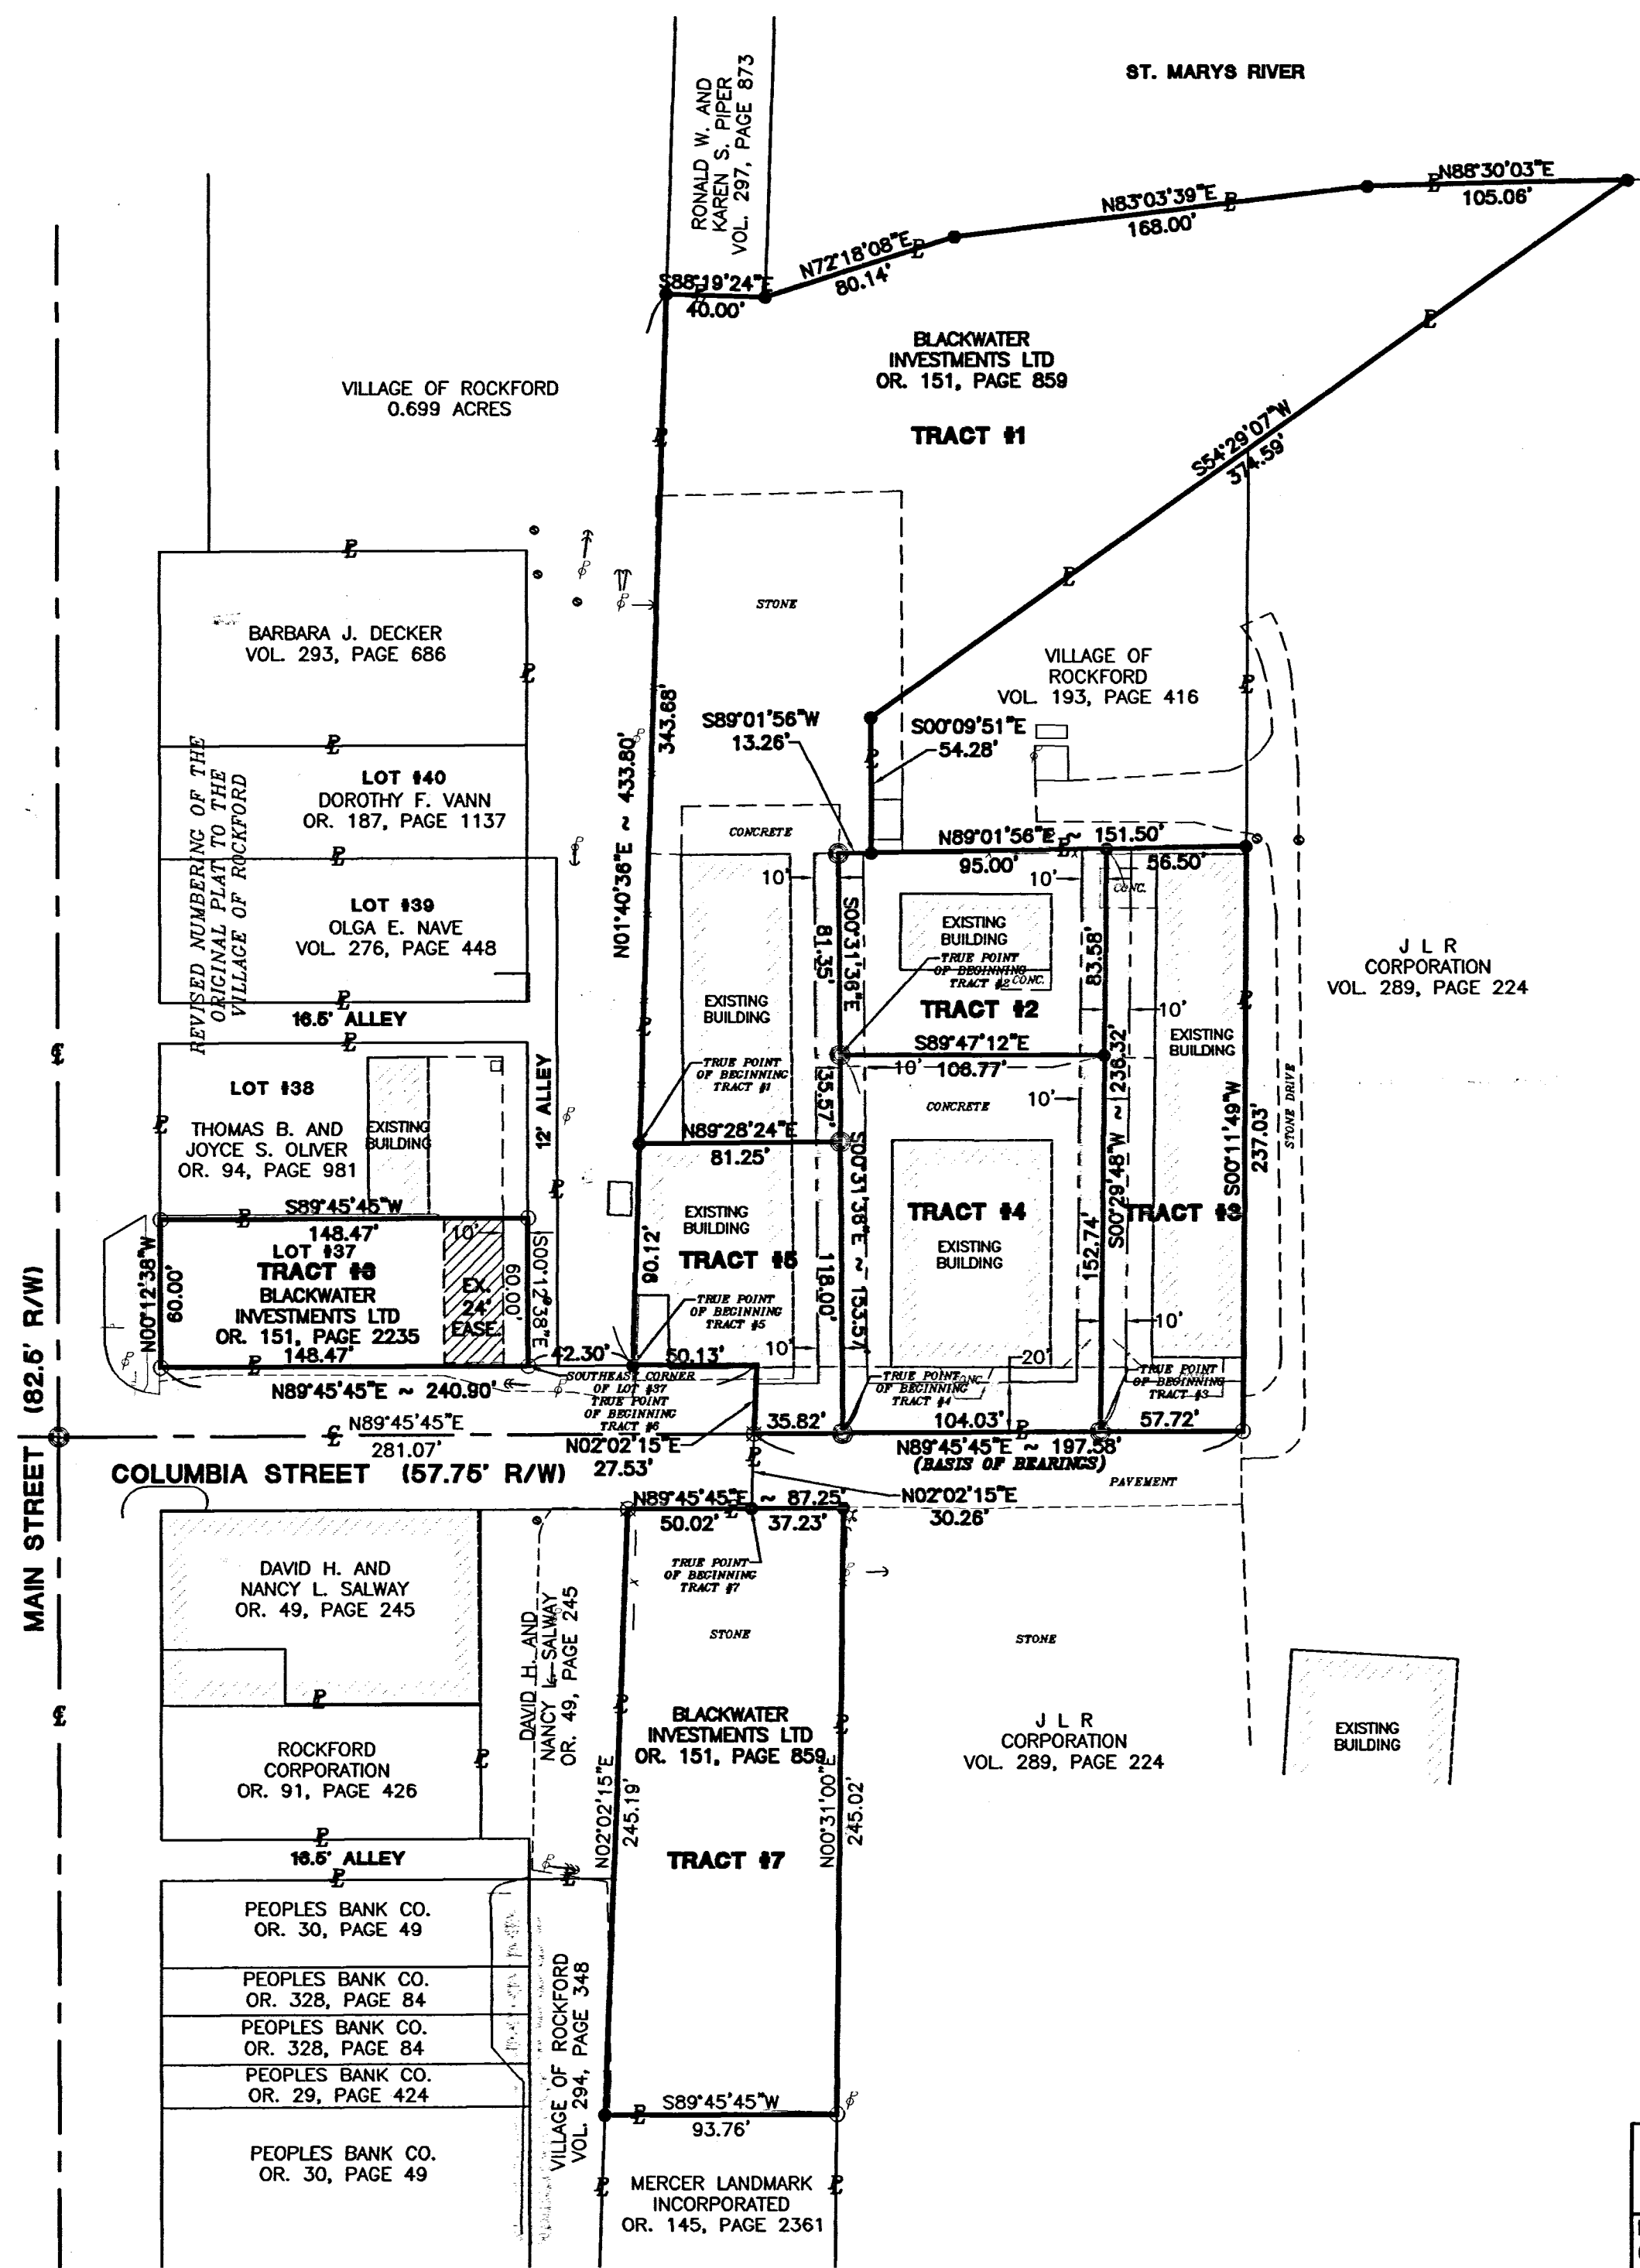 ST. MARYS RIVER
RONALD W. AND
KAREN S. PIPER
VOL. 297, PAGE 873
N88°30'03"E
105.06'
N83°03'39"E
168.00'
N72°18'08"E
80.14'
S88°19'24"E
40.00'
BLACKWATER
INVESTMENTS LTD
OR. 151, PAGE 859
TRACT #1
S54°29'07"W
374.59'
VILLAGE OF ROCKFORD
0.699 ACRES
STONE
BARBARA J. DECKER
VOL. 293, PAGE 686
VILLAGE OF
ROCKFORD
VOL. 193, PAGE 416
343.68'
N01°40'36"E ~ 433.80'
S89°01'56"W
13.26'
S00°09'51"E
54.28'
REVISED NUMBERING OF THE
ORIGINAL PLAT TO THE
VILLAGE OF ROCKFORD
LOT #40
DOROTHY F. VANN
OR. 187, PAGE 1137
CONCRETE
N89°01'56"E ~ 151.50'
95.00'
56.50'
10'
10'
CONC.
LOT #39
OLGA E. NAVE
VOL. 276, PAGE 448
S00°31'36"E
81.35'
EXISTING
BUILDING
TRUE POINT
OF BEGINNING
TRACT #2
CONC.
83.58'
J L R
CORPORATION
VOL. 289, PAGE 224
16.5' ALLEY
EXISTING
BUILDING
TRACT #2
10'
EXISTING
BUILDING
S89°47'12"E
106.77'
10'
TRUE POINT
OF BEGINNING
TRACT #1
35.57'
CONCRETE
10'
S00°29'48"W ~ 236.32'
S00°11'49"W
237.03'
STONE DRIVE
LOT #38
THOMAS B. AND
JOYCE S. OLIVER
OR. 94, PAGE 981
EXISTING
BUILDING
12' ALLEY
N89°28'24"E
81.25'
S89°45'45"W
148.47'
10'
LOT #37
TRACT #6
BLACKWATER
INVESTMENTS LTD
OR. 151, PAGE 2235
148.47'
N00°12'38"W
60.00'
EX.
24'
EASE.
S00°12'38"E
60.00'
EXISTING
BUILDING
TRACT #5
90.12'
TRUE POINT
OF BEGINNING
TRACT #5
118.00'
S00°31'36"E ~ 153.57'
TRACT #4
EXISTING
BUILDING
152.74'
TRACT #3
10'
10'
20'
42.30'
50.13'
SOUTHEAST CORNER
OF LOT #37
TRUE POINT
OF BEGINNING
TRACT #6
TRUE POINT
OF BEGINNING
TRACT #4
CONC.
TRUE POINT
OF BEGINNING
TRACT #3
N89°45'45"E ~ 240.90'
N89°45'45"E
281.07'
35.82'
104.03'
57.72'
N89°45'45"E ~ 197.58'
(BASIS OF BEARINGS)
N02°02'15"E
27.53'
PAVEMENT
MAIN STREET (82.5' R/W)
COLUMBIA STREET (57.75' R/W)
N89°45'45"E ~ 87.25'
50.02'
37.23'
N02°02'15"E
30.26'
TRUE POINT
OF BEGINNING
TRACT #7
DAVID H. AND
NANCY L. SALWAY
OR. 49, PAGE 245
DAVID H. AND
NANCY L. SALWAY
OR. 49, PAGE 245
STONE
STONE
BLACKWATER
INVESTMENTS LTD
OR. 151, PAGE 859
N02°02'15"E
245.19'
N00°31'00"E
245.02'
J L R
CORPORATION
VOL. 289, PAGE 224
EXISTING
BUILDING
ROCKFORD
CORPORATION
OR. 91, PAGE 426
16.5' ALLEY
TRACT #7
PEOPLES BANK CO.
OR. 30, PAGE 49
PEOPLES BANK CO.
OR. 328, PAGE 84
PEOPLES BANK CO.
OR. 328, PAGE 84
PEOPLES BANK CO.
OR. 29, PAGE 424
PEOPLES BANK CO.
OR. 30, PAGE 49
VILLAGE OF ROCKFORD
VOL. 294, PAGE 348
S89°45'45"W
93.76'
MERCER LANDMARK
INCORPORATED
OR. 145, PAGE 2361